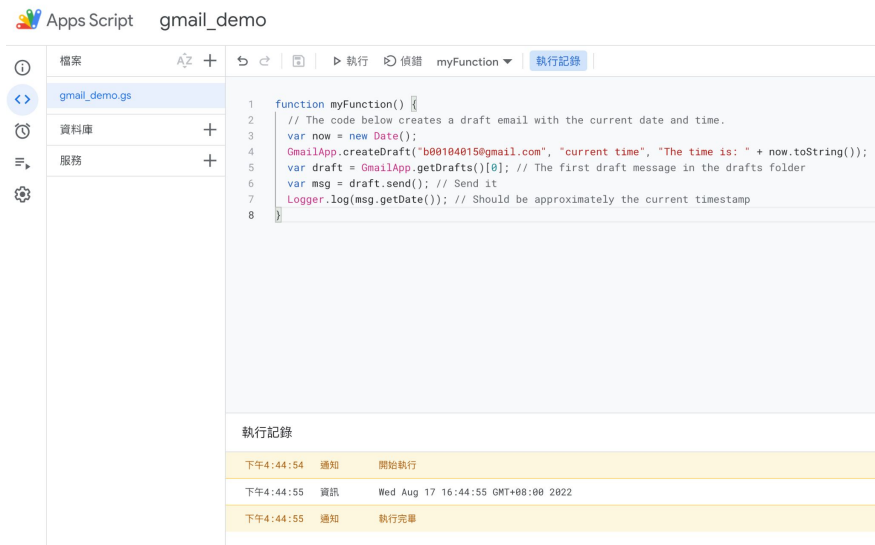 Apps Script gmail_demo
檔案 AZ
執行 偵錯 myFunction 執行記錄
gmail_demo.gs
資料庫
服務
1 function myFunction() {
2 // The code below creates a draft email with the current date and time.
3 var now = new Date();
4 GmailApp.createDraft("b00104015@gmail.com", "current time", "The time is: " + now.toString());
5 var draft = GmailApp.getDrafts()[0]; // The first draft message in the drafts folder
6 var msg = draft.send(); // Send it
7 Logger.log(msg.getDate()); // Should be approximately the current timestamp
8 }
執行記錄
下午4:44:54 通知 開始執行
下午4:44:55 資訊 Wed Aug 17 16:44:55 GMT+08:00 2022
下午4:44:55 通知 執行完畢